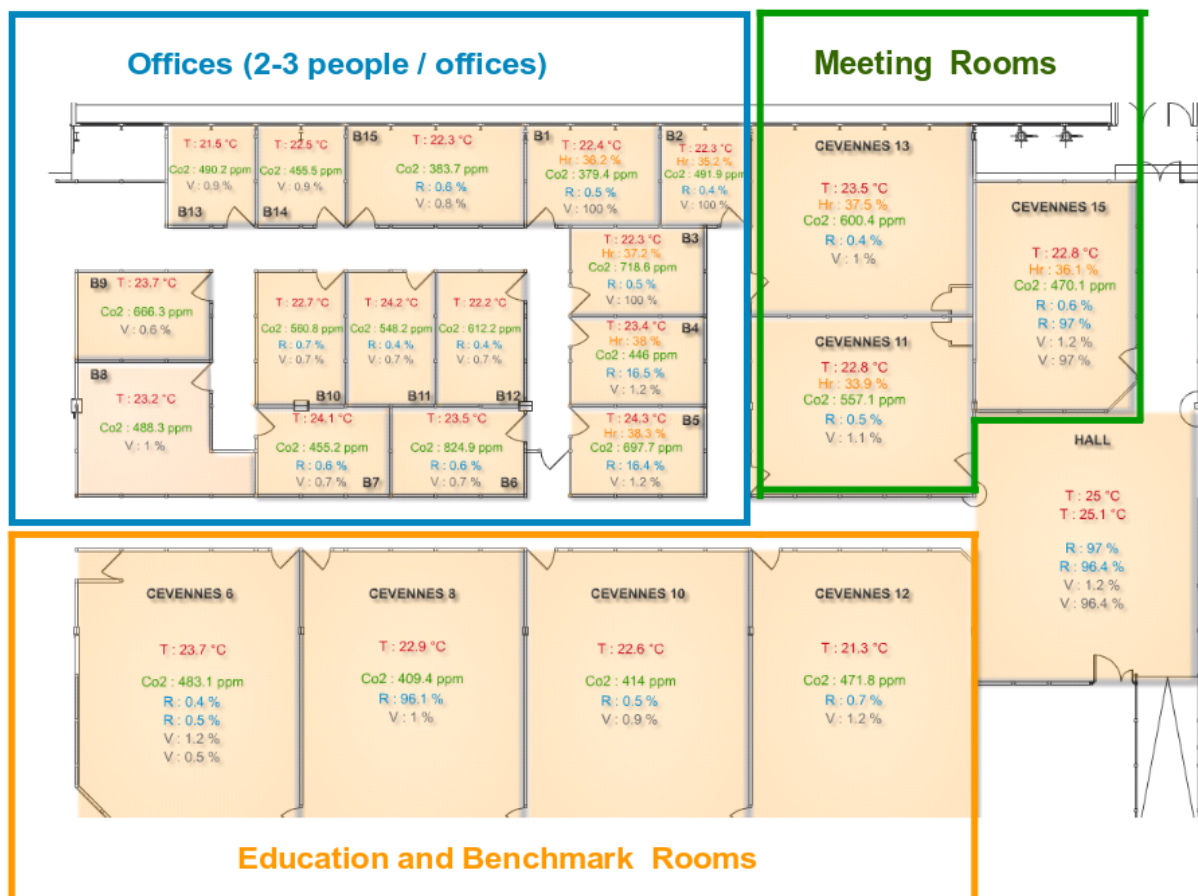 Offices (2-3 people / offices)
Meeting Rooms
T : 21.5 °C
Co2 : 490.2 ppm
V : 0.9 %
B13
T : 22.5 °C
Co2 : 455.5 ppm
V : 0.9 %
B14
B15
T : 22.3 °C
Co2 : 383.7 ppm
R : 0.6 %
V : 0.8 %
B1
T : 22.4 °C
Hr : 36.2 %
Co2 : 379.4 ppm
R : 0.5 %
V : 100 %
B2
T : 22.3 °C
Hr : 35.2 %
Co2 : 491.9 ppm
R : 0.4 %
V : 100 %
T : 22.3 °C B3
Hr : 37.2 %
Co2 : 718.6 ppm
R : 0.5 %
V : 100 %
T : 23.4 °C B4
Hr : 38 %
Co2 : 446 ppm
R : 16.5 %
V : 1.2 %
T : 24.3 °C B5
Hr : 38.3 %
Co2 : 697.7 ppm
R : 16.4 %
V : 1.2 %
B9 T : 23.7 °C
Co2 : 666.3 ppm
V : 0.6 %
B8
T : 23.2 °C
Co2 : 488.3 ppm
V : 1 %
T : 22.7 °C
Co2 : 560.8 ppm
R : 0.7 %
V : 0.7 %
B10
T : 24.2 °C
Co2 : 548.2 ppm
R : 0.4 %
V : 0.7 %
B11
T : 22.2 °C
Co2 : 612.2 ppm
R : 0.4 %
V : 0.7 %
B12
T : 24.1 °C
Co2 : 455.2 ppm
R : 0.6 %
V : 0.7 % B7
T : 23.5 °C
Co2 : 824.9 ppm
R : 0.6 %
V : 0.7 % B6
CEVENNES 13
T : 23.5 °C
Hr : 37.5 %
Co2 : 600.4 ppm
R : 0.4 %
V : 1 %
CEVENNES 15
T : 22.8 °C
Hr : 36.1 %
Co2 : 470.1 ppm
R : 0.6 %
R : 97 %
V : 1.2 %
V : 97 %
CEVENNES 11
T : 22.8 °C
Hr : 33.9 %
Co2 : 557.1 ppm
R : 0.5 %
V : 1.1 %
HALL
T : 25 °C
T : 25.1 °C
R : 97 %
R : 96.4 %
V : 1.2 %
V : 96.4 %
CEVENNES 6
T : 23.7 °C
Co2 : 483.1 ppm
R : 0.4 %
R : 0.5 %
V : 1.2 %
V : 0.5 %
CEVENNES 8
T : 22.9 °C
Co2 : 409.4 ppm
R : 96.1 %
V : 1 %
CEVENNES 10
T : 22.6 °C
Co2 : 414 ppm
R : 0.5 %
V : 0.9 %
CEVENNES 12
T : 21.3 °C
Co2 : 471.8 ppm
R : 0.7 %
V : 1.2 %
Education and Benchmark Rooms